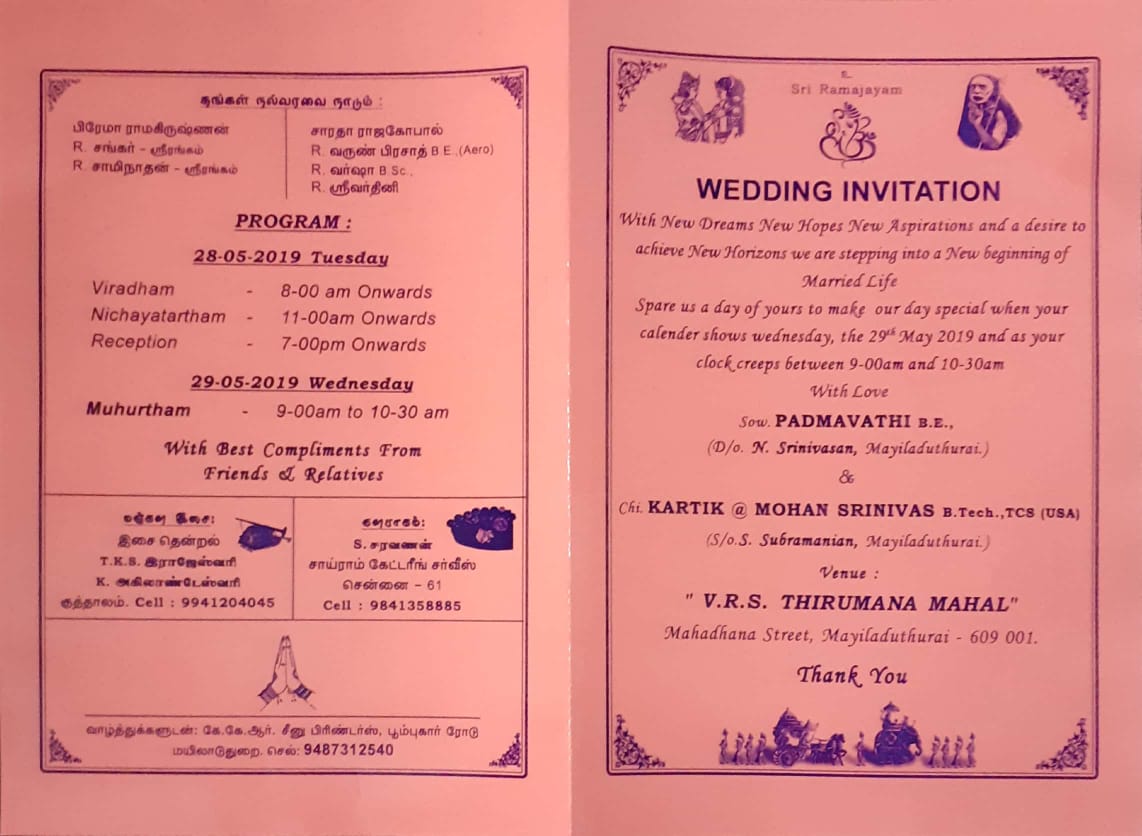 தங்கள் நல்வரவை நாடும் :
பிரேமா ராமகிருஷ்ணன்
R. சங்கர் - ஸ்ரீரங்கம்
R. சாமிநாதன் - ஸ்ரீரங்கம்
சாரதா ராஜகோபால்
R. வருண் பிரசாத் B.E.,(Aero)
R. வர்ஷா B.Sc.,
R. ஸ்ரீவர்தினி
PROGRAM :
28-05-2019 Tuesday
Viradham - 8-00 am Onwards
Nichayatartham - 11-00am Onwards
Reception - 7-00pm Onwards
29-05-2019 Wednesday
Muhurtham - 9-00am to 10-30 am
With Best Compliments From
Friends & Relatives
மங்கள இசை:
இசை தென்றல்
T.K.S. இராஜேஸ்வரி
K. அகிலாண்டேஸ்வரி
குத்தாலம். Cell : 9941204045
தளராகம்:
S. சரவணன்
சாய்ராம் கேட்டரீங் சர்வீஸ்
சென்னை - 61
Cell : 9841358885
வாழ்த்துக்களுடன்: கே.கே.ஆர். சீனு பிரிண்டர்ஸ், பூம்புகார் ரோடு
மயிலாடுதுறை. செல்: 9487312540
உ
Sri Ramajayam
WEDDING INVITATION
With New Dreams New Hopes New Aspirations and a desire to
achieve New Horizons we are stepping into a New beginning of
Married Life
Spare us a day of yours to make our day special when your
calender shows wednesday, the 29th May 2019 and as your
clock creeps between 9-00am and 10-30am
With Love
Sow. PADMAVATHI B.E.,
(D/o. N. Srinivasan, Mayiladuthurai.)
&
Chi. KARTIK @ MOHAN SRINIVAS B.Tech.,TCS (USA)
(S/o.S. Subramanian, Mayiladuthurai.)
Venue :
" V.R.S. THIRUMANA MAHAL"
Mahadhana Street, Mayiladuthurai - 609 001.
Thank You